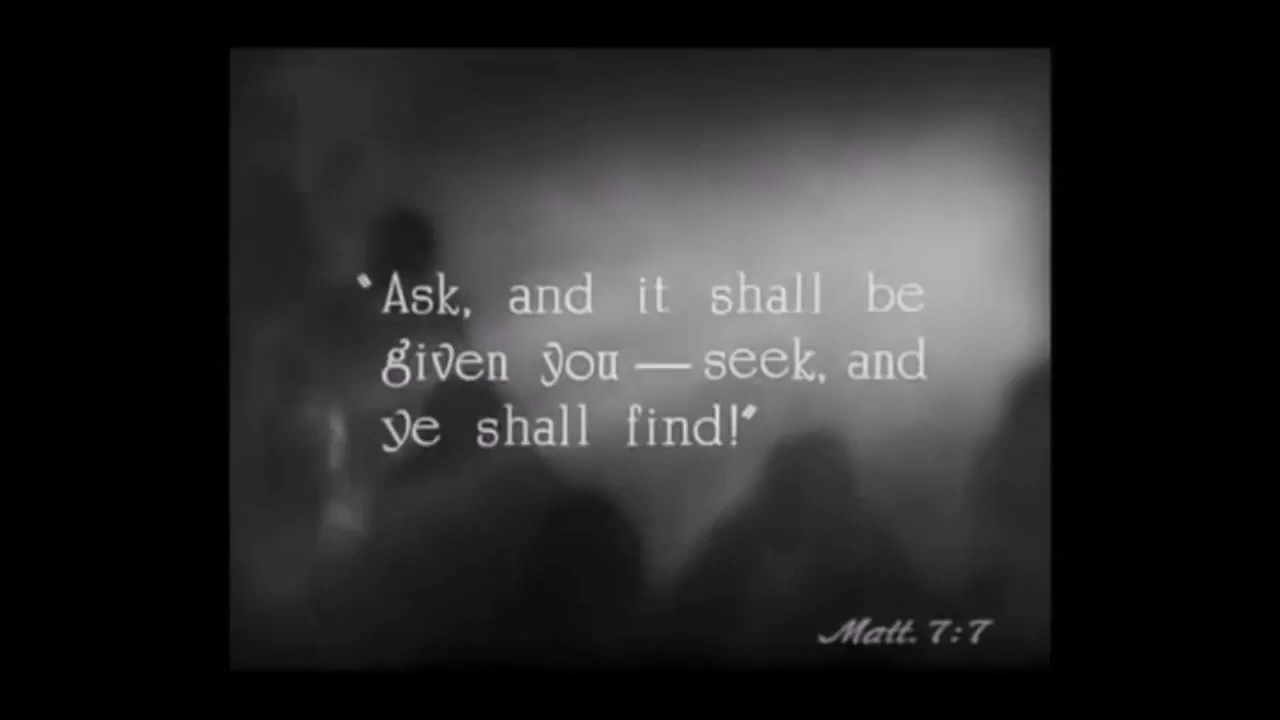 "Ask, and it shall be
given you — seek, and
ye shall find!"
Matt. 7:7